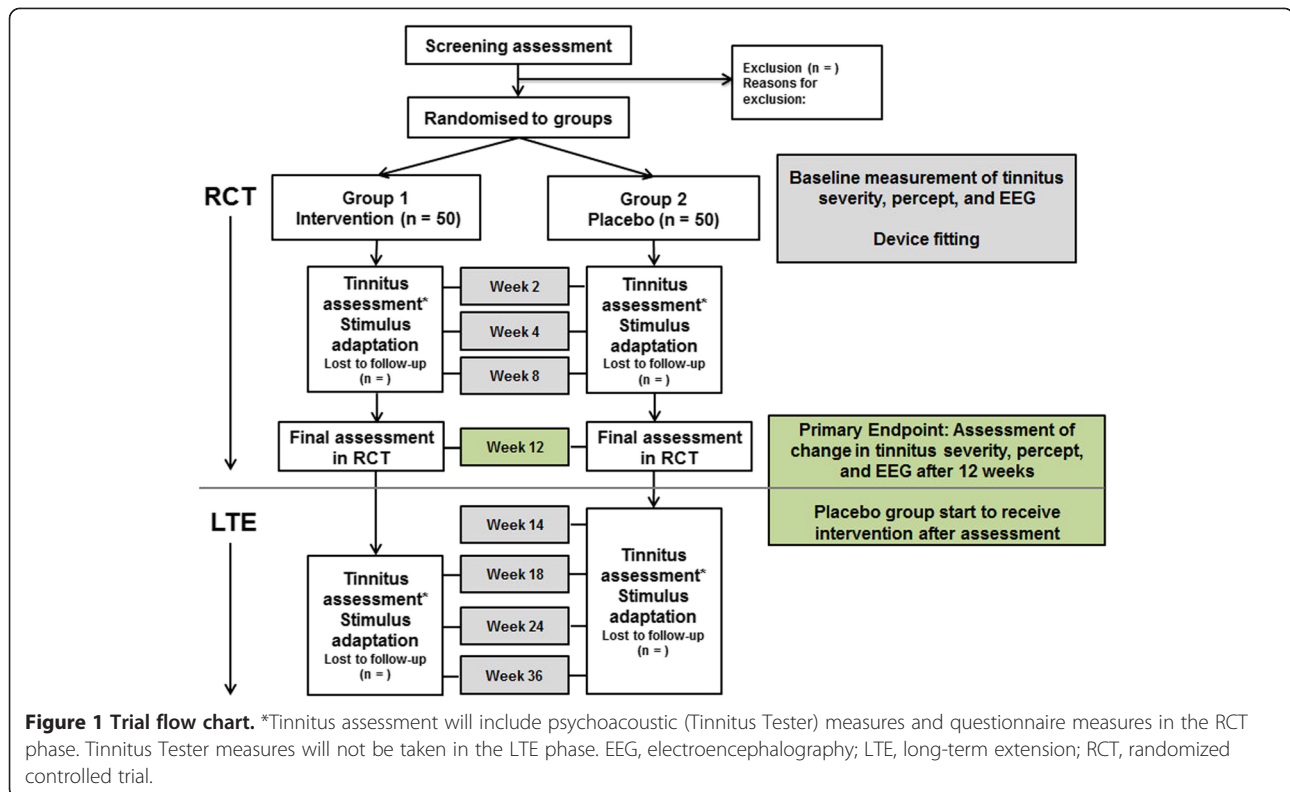 Screening assessment
Exclusion (n = )
Reasons for
exclusion:
Randomised to groups
RCT
Group 1
Intervention (n = 50)
Group 2
Placebo (n = 50)
Baseline measurement of tinnitus
severity, percept, and EEG
Device fitting
Tinnitus
assessment*
Stimulus
adaptation
Lost to follow-up
(n = )
Week 2
Week 4
Week 8
Tinnitus
assessment*
Stimulus
adaptation
Lost to follow-up
(n = )
Final assessment
in RCT
Week 12
Final assessment
in RCT
Primary Endpoint: Assessment of
change in tinnitus severity, percept,
and EEG after 12 weeks
Placebo group start to receive
intervention after assessment
LTE
Tinnitus
assessment*
Stimulus
adaptation
Lost to follow-up
(n = )
Week 14
Week 18
Week 24
Week 36
Tinnitus
assessment*
Stimulus
adaptation
Lost to follow-up
(n = )
Figure 1 Trial flow chart. *Tinnitus assessment will include psychoacoustic (Tinnitus Tester) measures and questionnaire measures in the RCT
phase. Tinnitus Tester measures will not be taken in the LTE phase. EEG, electroencephalography; LTE, long-term extension; RCT, randomized
controlled trial.